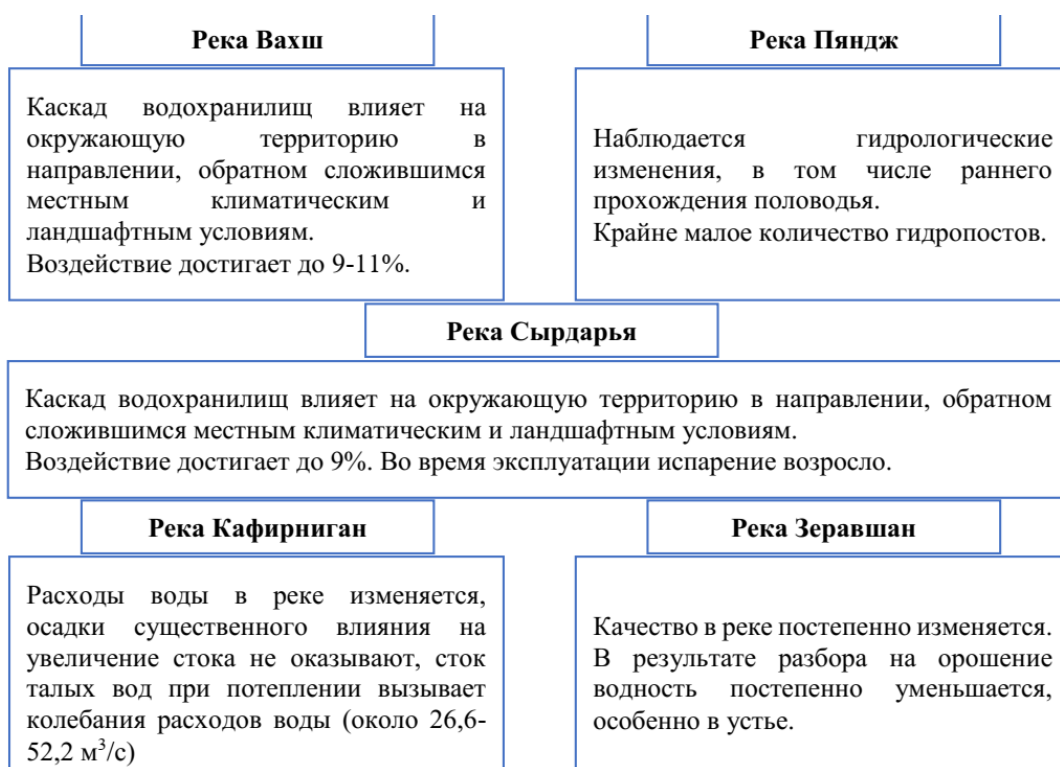 Река Вахш
Каскад водохранилищ влияет на
окружающую территорию в
направлении, обратном сложившимся
местным климатическим и
ландшафтным условиям.
Воздействие достигает до 9-11%.
Река Пяндж
Наблюдается гидрологические
изменения, в том числе раннего
прохождения половодья.
Крайне малое количество гидропостов.
Река Сырдарья
Каскад водохранилищ влияет на окружающую территорию в направлении, обратном
сложившимся местным климатическим и ландшафтным условиям.
Воздействие достигает до 9%. Во время эксплуатации испарение возросло.
Река Кафирниган
Расходы воды в реке изменяется,
осадки существенного влияния на
увеличение стока не оказывают, сток
талых вод при потеплении вызывает
колебания расходов воды (около 26,6-
52,2 м³/с)
Река Зеравшан
Качество в реке постепенно изменяется.
В результате разбора на орошение
водность постепенно уменьшается,
особенно в устье.